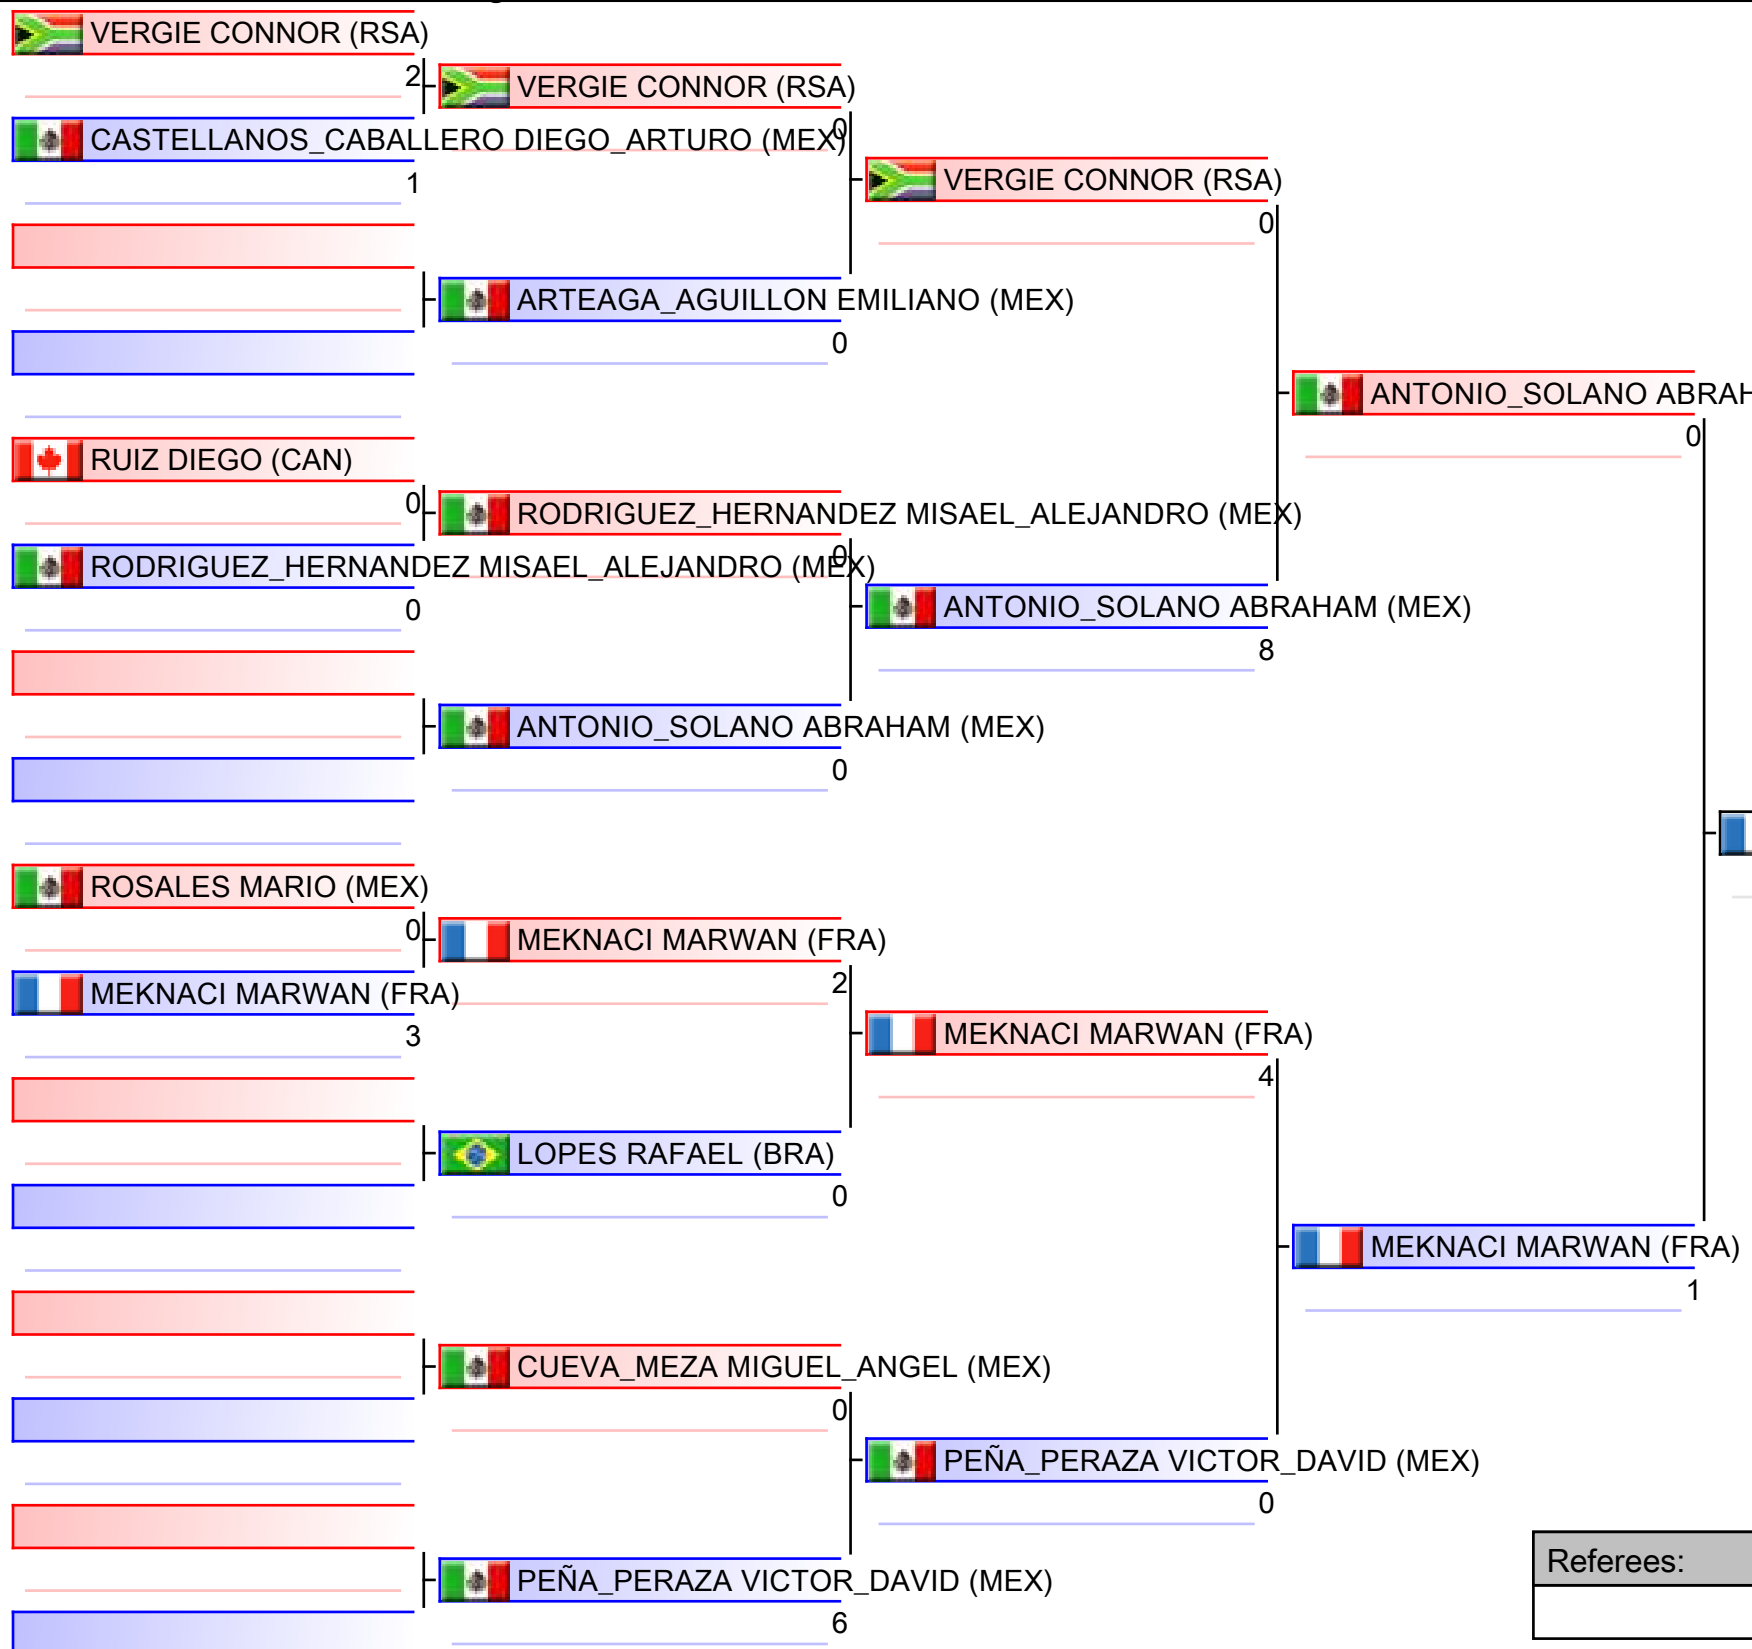 VERGIE CONNOR (RSA)
2
VERGIE CONNOR (RSA)
0
CASTELLANOS_CABALLERO DIEGO_ARTURO (MEX)
1
VERGIE CONNOR (RSA)
0
ARTEAGA_AGUILLON EMILIANO (MEX)
0
ANTONIO_SOLANO ABRAH
0
RUIZ DIEGO (CAN)
0
RODRIGUEZ_HERNANDEZ MISAEL_ALEJANDRO (MEX)
0
RODRIGUEZ_HERNANDEZ MISAEL_ALEJANDRO (MEX)
0
ANTONIO_SOLANO ABRAHAM (MEX)
8
ANTONIO_SOLANO ABRAHAM (MEX)
0
ROSALES MARIO (MEX)
0
MEKNACI MARWAN (FRA)
2
MEKNACI MARWAN (FRA)
3
MEKNACI MARWAN (FRA)
4
LOPES RAFAEL (BRA)
0
MEKNACI MARWAN (FRA)
1
CUEVA_MEZA MIGUEL_ANGEL (MEX)
0
PEÑA_PERAZA VICTOR_DAVID (MEX)
0
PEÑA_PERAZA VICTOR_DAVID (MEX)
6
Referees: